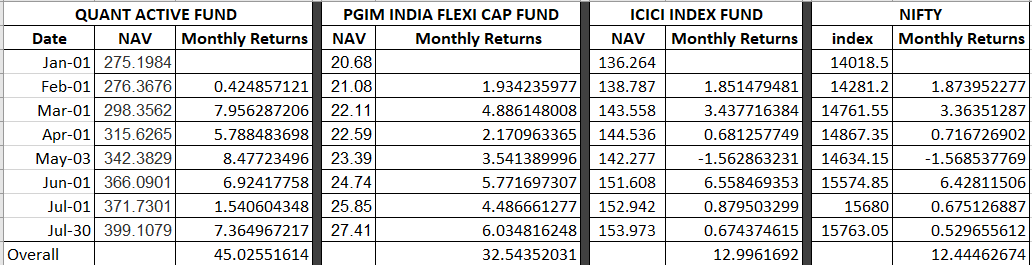 QUANT ACTIVE FUND PGIM INDIA FLEXI CAP FUND ICICI INDEX FUND NIFTY
Date NAV Monthly Returns NAV Monthly Returns NAV Monthly Returns index Monthly Returns
Jan-01 275.1984 20.68 136.264 14018.5
Feb-01 276.3676 0.424857121 21.08 1.934235977 138.787 1.851479481 14281.2 1.873952277
Mar-01 298.3562 7.956287206 22.11 4.886148008 143.558 3.437716384 14761.55 3.36351287
Apr-01 315.6265 5.788483698 22.59 2.170963365 144.536 0.681257749 14867.35 0.716726902
May-03 342.3829 8.47723496 23.39 3.541389996 142.277 -1.562863231 14634.15 -1.568537769
Jun-01 366.0901 6.92417758 24.74 5.771697307 151.608 6.558469353 15574.85 6.42811506
Jul-01 371.7301 1.540604348 25.85 4.486661277 152.942 0.879503299 15680 0.675126887
Jul-30 399.1079 7.364967217 27.41 6.034816248 153.973 0.674374615 15763.05 0.529655612
Overall 45.02551614 32.54352031 12.9961692 12.44462674